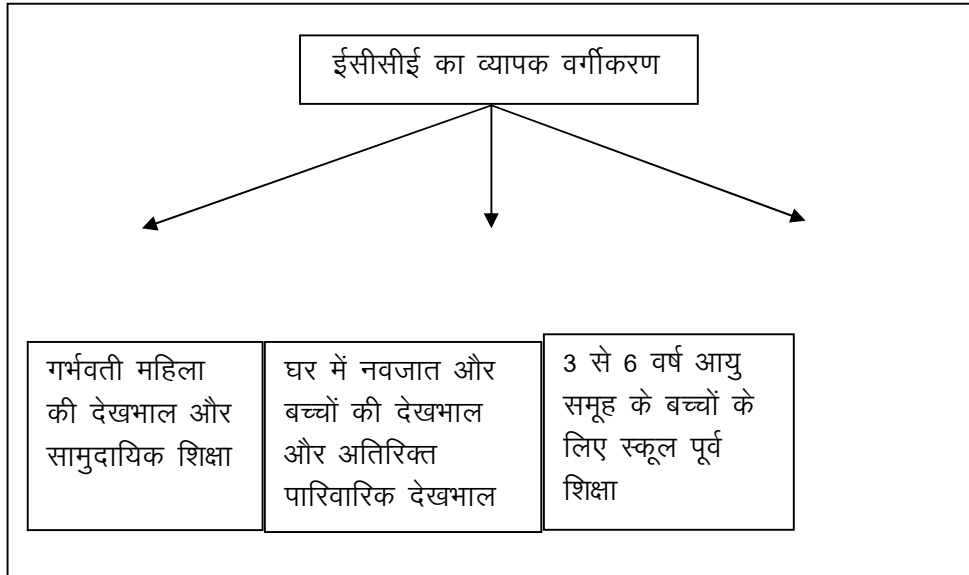 ईसीसीई का व्यापक वर्गीकरण
गर्भवती महिला
की देखभाल और
सामुदायिक शिक्षा
घर में नवजात और
बच्चों की देखभाल
और अतिरिक्त
पारिवारिक देखभाल
3 से 6 वर्ष आयु
समूह के बच्चों के
लिए स्कूल पूर्व
शिक्षा